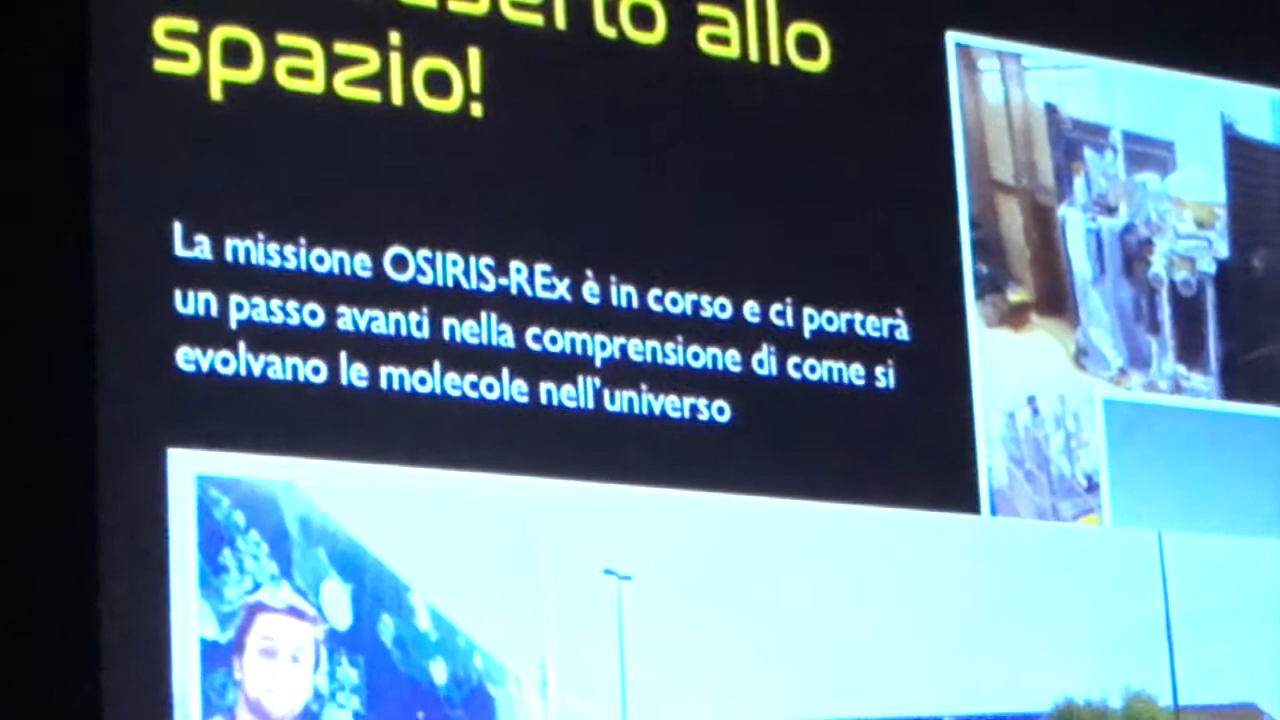 allo
spazio!
La missione OSIRIS-REx è in corso e ci porterà
un passo avanti nella comprensione di come si
evolvano le molecole nell'universo